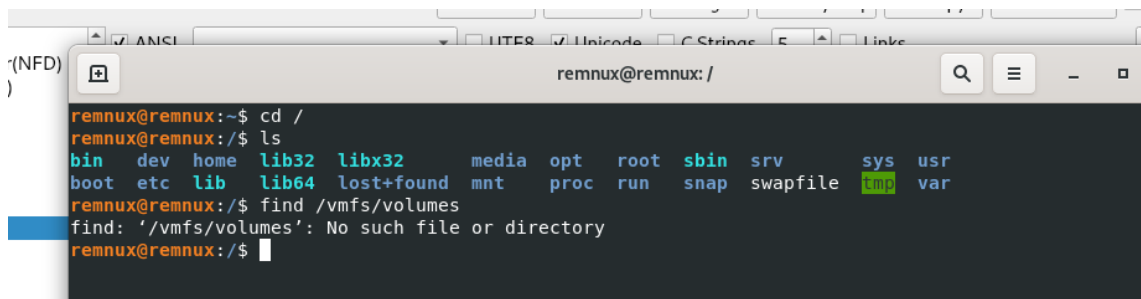 ANSI UTF8 Unicode C Strings 5 Links
r(NFD)
)
remnux@remnux: /
remnux@remnux:~$ cd /
remnux@remnux:/$ ls
bin dev home lib32 libx32 media opt root sbin srv sys usr
boot etc lib lib64 lost+found mnt proc run snap swapfile tmp var
remnux@remnux:/$ find /vmfs/volumes
find: ‘/vmfs/volumes’: No such file or directory
remnux@remnux:/$